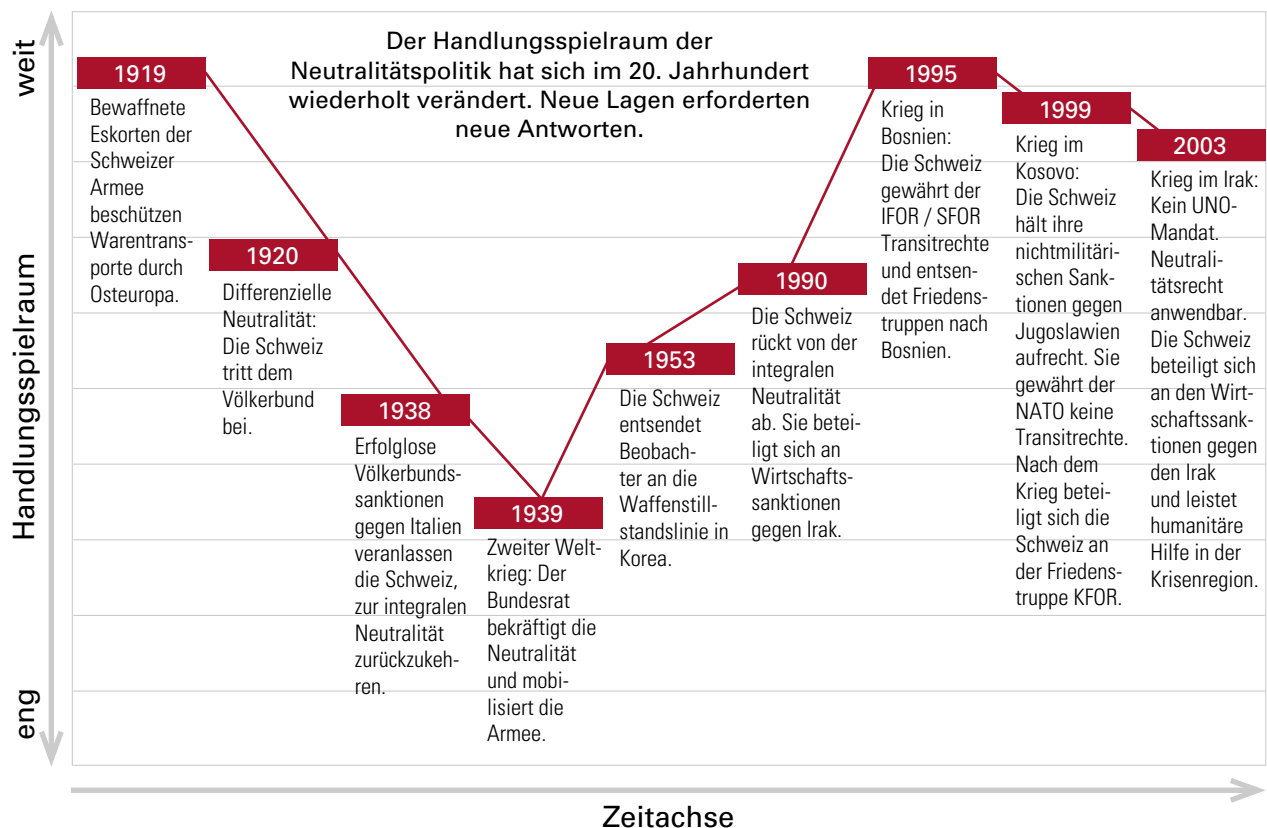 Der Handlungsspielraum der
Neutralitätspolitik hat sich im 20. Jahrhundert
wiederholt verändert. Neue Lagen erforderten
neue Antworten.
weit
Handlungsspielraum
eng
1919
Bewaffnete
Eskorten der
Schweizer
Armee
beschützen
Warentrans-
porte durch
Osteuropa.
1920
Differenzielle
Neutralität:
Die Schweiz
tritt dem
Völkerbund
bei.
1938
Erfolglose
Völkerbunds-
sanktionen
gegen Italien
veranlassen
die Schweiz,
zur integralen
Neutralität
zurückzukeh-
ren.
1939
Zweiter Welt-
krieg: Der
Bundesrat
bekräftigt die
Neutralität
und mobi-
lisiert die
Armee.
1953
Die Schweiz
entsendet
Beobach-
ter an die
Waffenstill-
standslinie in
Korea.
1990
Die Schweiz
rückt von der
integralen
Neutralität
ab. Sie betei-
ligt sich an
Wirtschafts-
sanktionen
gegen Irak.
1995
Krieg in
Bosnien:
Die Schweiz
gewährt der
IFOR / SFOR
Transitrechte
und entsen-
det Friedens-
truppen nach
Bosnien.
1999
Krieg im
Kosovo:
Die Schweiz
hält ihre
nichtmilitäri-
schen Sank-
tionen gegen
Jugoslawien
aufrecht. Sie
gewährt der
NATO keine
Transitrechte.
Nach dem
Krieg betei-
ligt sich die
Schweiz an
der Friedens-
truppe KFOR.
2003
Krieg im Irak:
Kein UNO-
Mandat.
Neutrali-
tätsrecht
anwendbar.
Die Schweiz
beteiligt sich
an den Wirt-
schaftssank-
tionen gegen
den Irak
und leistet
humanitäre
Hilfe in der
Krisenregion.
Zeitachse